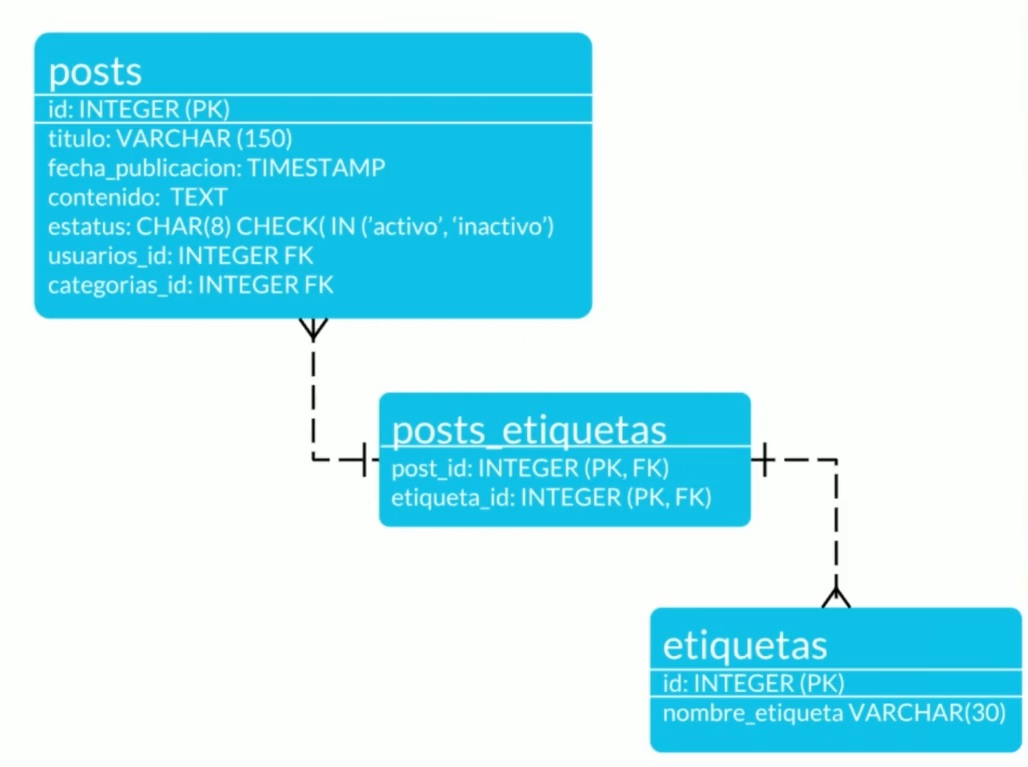 posts
id: INTEGER (PK)
titulo: VARCHAR (150)
fecha_publicacion: TIMESTAMP
contenido: TEXT
estatus: CHAR(8) CHECK( IN (’activo’, ‘inactivo’)
usuarios_id: INTEGER FK
categorias_id: INTEGER FK
posts_etiquetas
post_id: INTEGER (PK, FK)
etiqueta_id: INTEGER (PK, FK)
etiquetas
id: INTEGER (PK)
nombre_etiqueta VARCHAR(30)